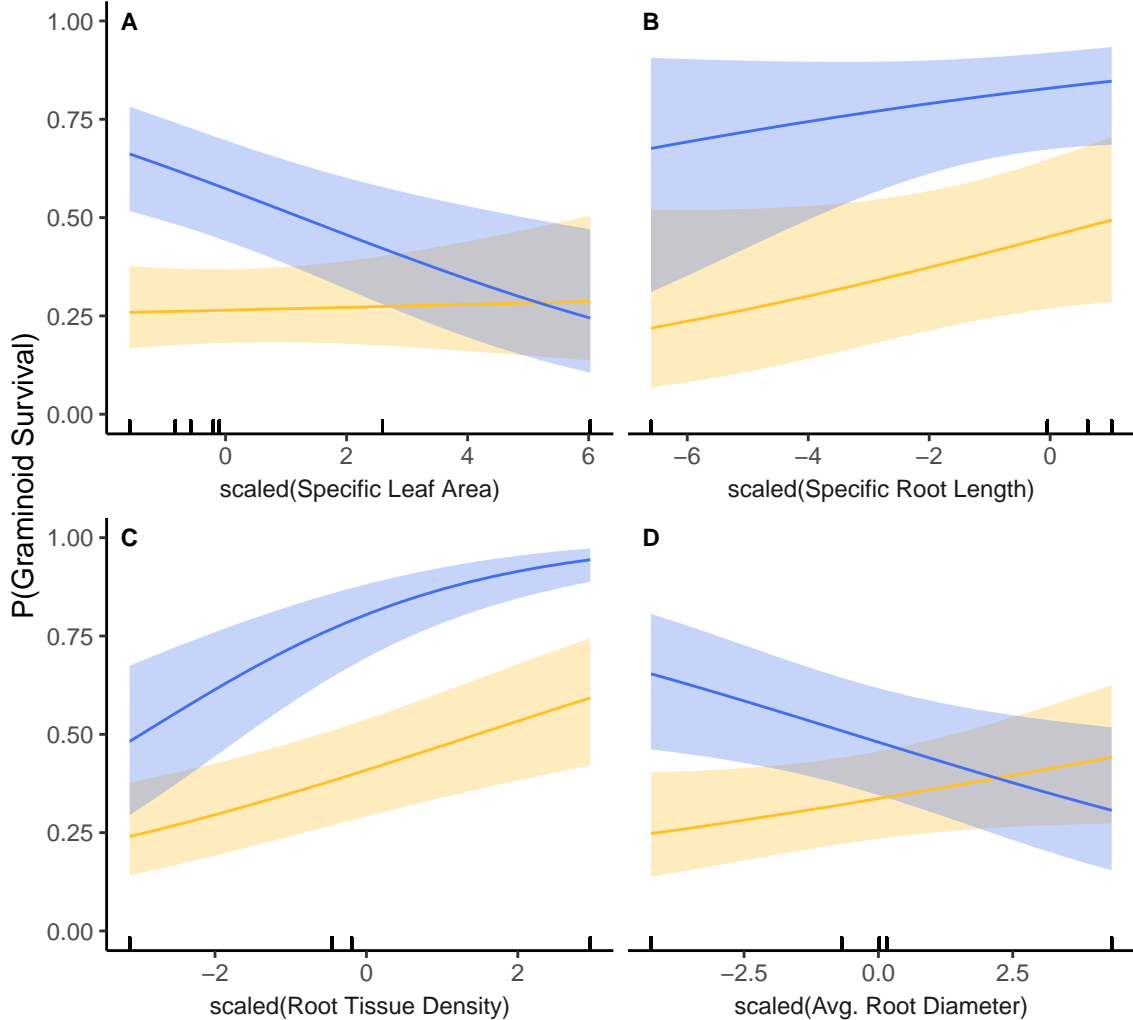 P(Graminoid Survival)
A
1.00
0.75
0.50
0.25
0.00
0 2 4 6
scaled(Specific Leaf Area)
B
−6 −4 −2 0
scaled(Specific Root Length)
C
1.00
0.75
0.50
0.25
0.00
−2 0 2
scaled(Root Tissue Density)
D
−2.5 0.0 2.5
scaled(Avg. Root Diameter)